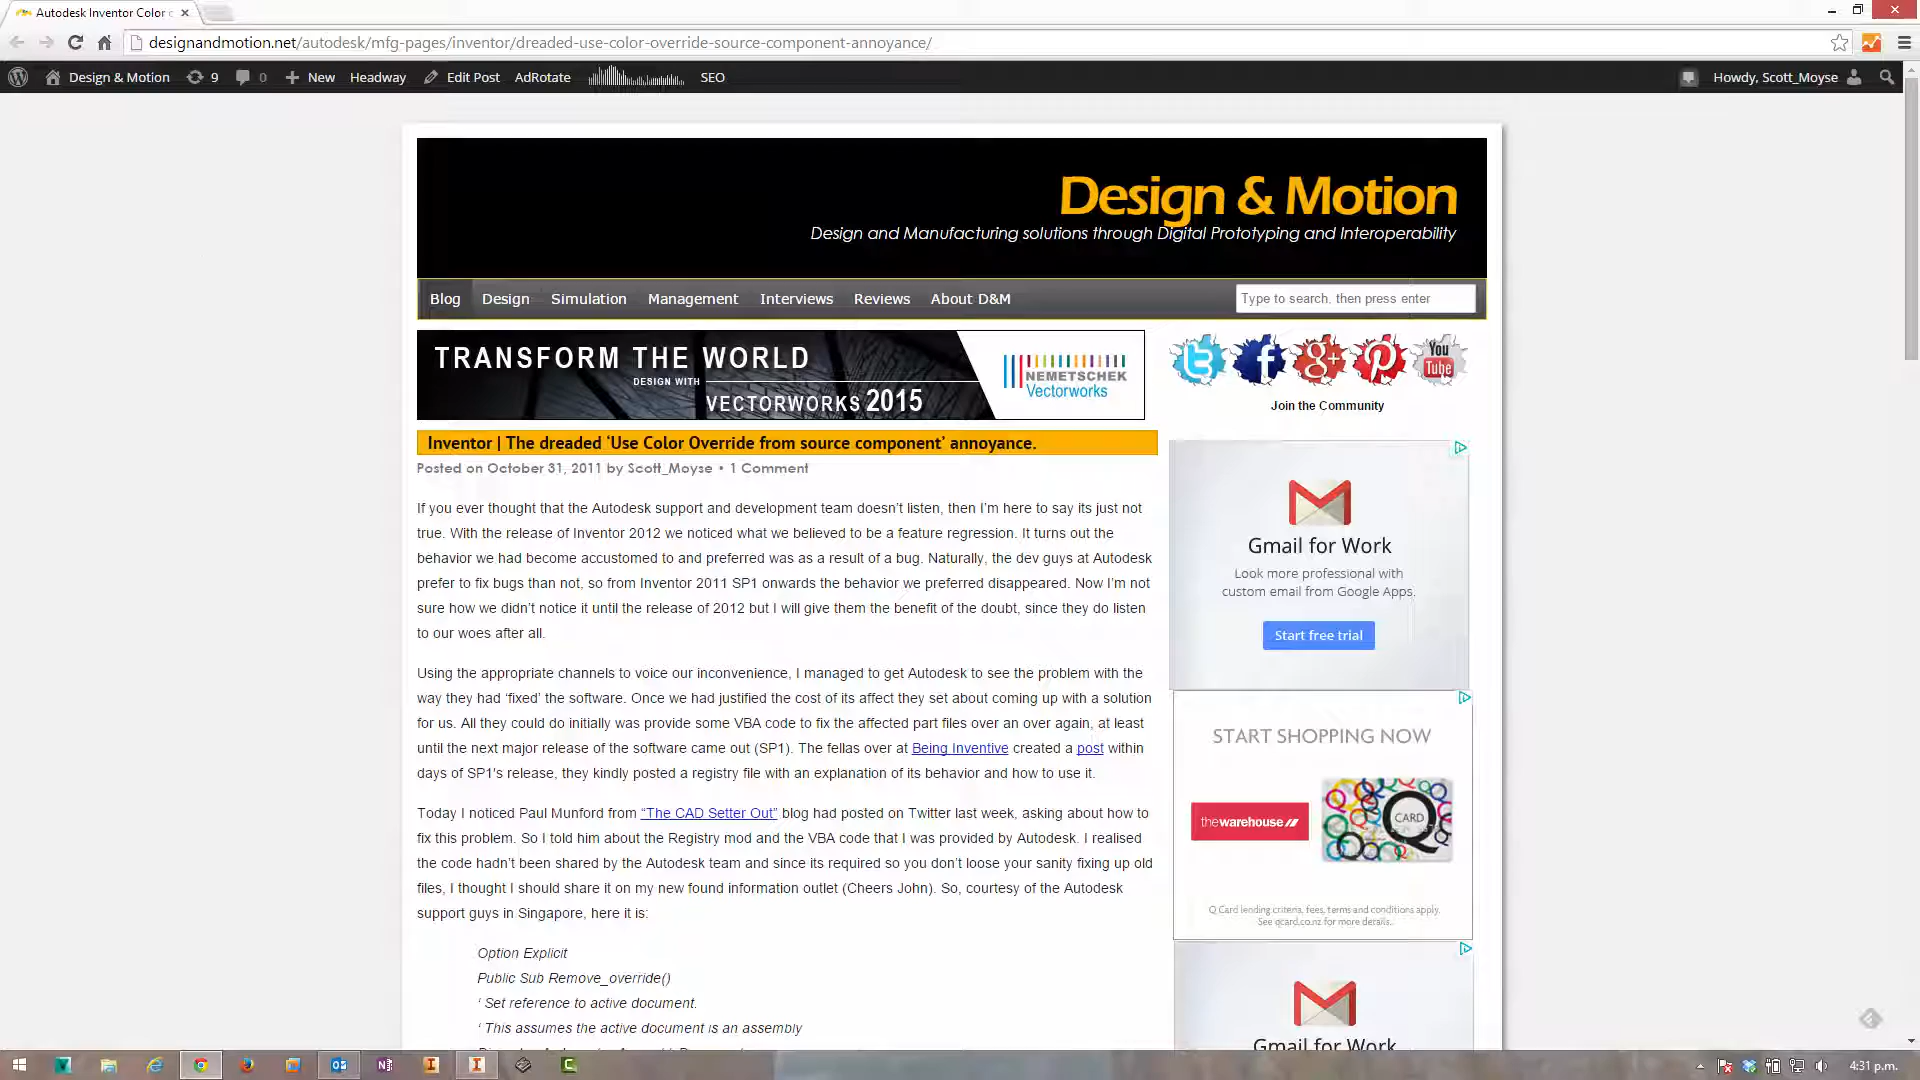 Autodesk Inventor Color
designandmotion.net/autodesk/mfg-pages/inventor/dreaded-use-color-override-source-component-annoyance/
Design & Motion 9 0 New Headway Edit Post AdRotate SEO Howdy, Scott_Moyse
Design & Motion
Design and Manufacturing solutions through Digital Prototyping and Interoperability
Blog Design Simulation Management Interviews Reviews About D&M Type to search, then press enter
TRANSFORM THE WORLD
DESIGN WITH
VECTORWORKS 2015
NEMETSCHEK
Vectorworks
You
Tube
Join the Community
Inventor | The dreaded ‘Use Color Override from source component’ annoyance.
Posted on October 31, 2011 by Scott_Moyse • 1 Comment
If you ever thought that the Autodesk support and development team doesn’t listen, then I’m here to say its just not
true. With the release of Inventor 2012 we noticed what we believed to be a feature regression. It turns out the
behavior we had become accustomed to and preferred was as a result of a bug. Naturally, the dev guys at Autodesk
prefer to fix bugs than not, so from Inventor 2011 SP1 onwards the behavior we preferred disappeared. Now I’m not
sure how we didn’t notice it until the release of 2012 but I will give them the benefit of the doubt, since they do listen
to our woes after all.
Using the appropriate channels to voice our inconvenience, I managed to get Autodesk to see the problem with the
way they had ‘fixed’ the software. Once we had justified the cost of its affect they set about coming up with a solution
for us. All they could do initially was provide some VBA code to fix the affected part files over an over again, at least
until the next major release of the software came out (SP1). The fellas over at Being Inventive created a post within
days of SP1’s release, they kindly posted a registry file with an explanation of its behavior and how to use it.
Today I noticed Paul Munford from “The CAD Setter Out” blog had posted on Twitter last week, asking about how to
fix this problem. So I told him about the Registry mod and the VBA code that I was provided by Autodesk. I realised
the code hadn’t been shared by the Autodesk team and since its required so you don’t loose your sanity fixing up old
files, I thought I should share it on my new found information outlet (Cheers John). So, courtesy of the Autodesk
support guys in Singapore, here it is:
Option Explicit
Public Sub Remove_override()
‘ Set reference to active document.
‘ This assumes the active document is an assembly
Gmail for Work
Look more professional with
custom email from Google Apps.
Start free trial
START SHOPPING NOW
thewarehouse
CARD
Q Card lending criteria, fees, terms and conditions apply.
See qcard.co.nz for more details.
Gmail for Work
4:31 p.m.